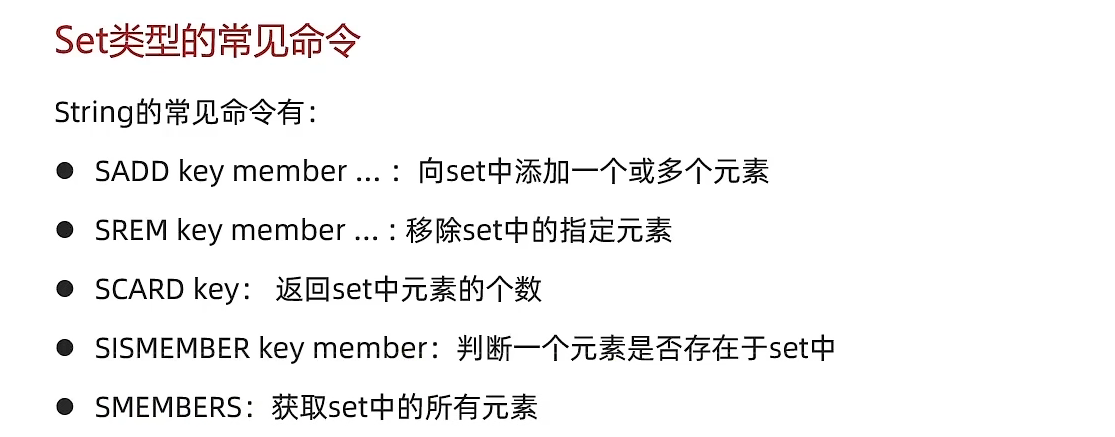 Set类型的常见命令
String的常见命令有：
● SADD key member ... ：向set中添加一个或多个元素
● SREM key member ... : 移除set中的指定元素
● SCARD key： 返回set中元素的个数
● SISMEMBER key member：判断一个元素是否存在于set中
● SMEMBERS：获取set中的所有元素